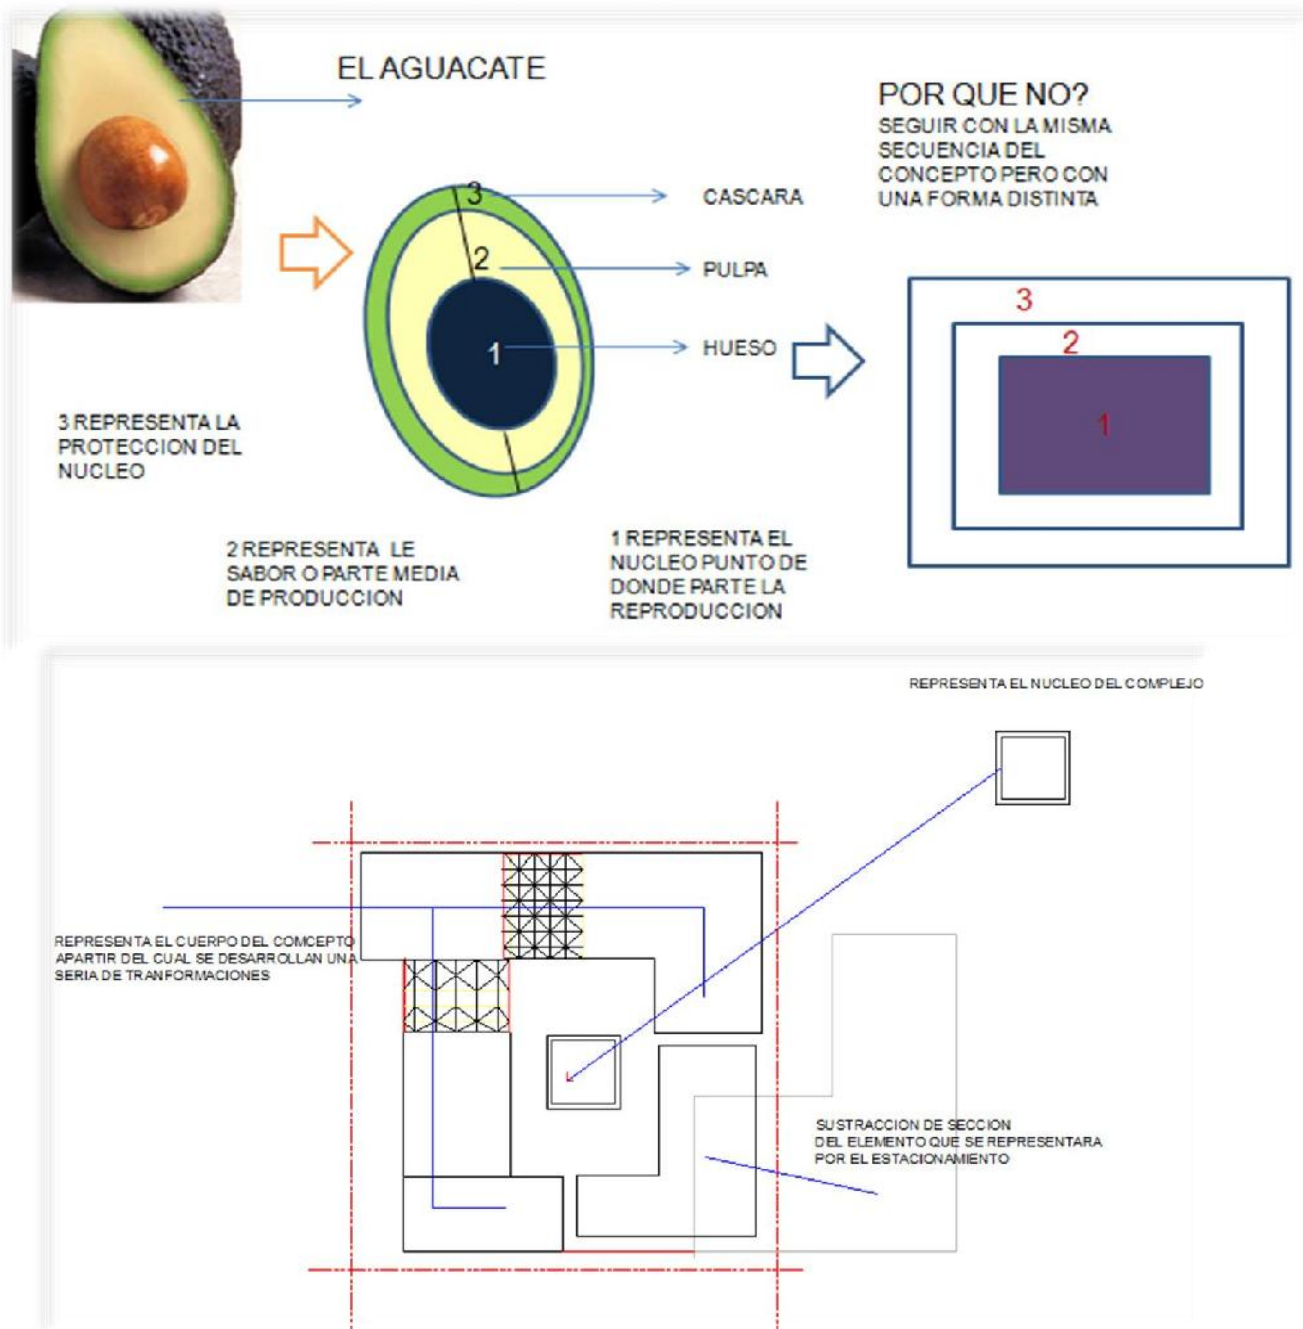 EL AGUACATE
POR QUE NO?
SEGUIR CON LA MISMA
SECUENCIA DEL
CONCEPTO PERO CON
UNA FORMA DISTINTA
3
CASCARA
2
PULPA
1
HUESO
3
2
1
3 REPRESENTA LA
PROTECCION DEL
NUCLEO
2 REPRESENTA LE
SABOR O PARTE MEDIA
DE PRODUCCION
1 REPRESENTA EL
NUCLEO PUNTO DE
DONDE PARTE LA
REPRODUCCION
REPRESENTA EL NUCLEO DEL COMPLEJO
REPRESENTA EL CUERPO DEL COMCEPTO
APARTIR DEL CUAL SE DESARROLLAN UNA
SERIA DE TRANFORMACIONES
SUSTRACCION DE SECCION
DEL ELEMENTO QUE SE REPRESENTARA
POR EL ESTACIONAMIENTO